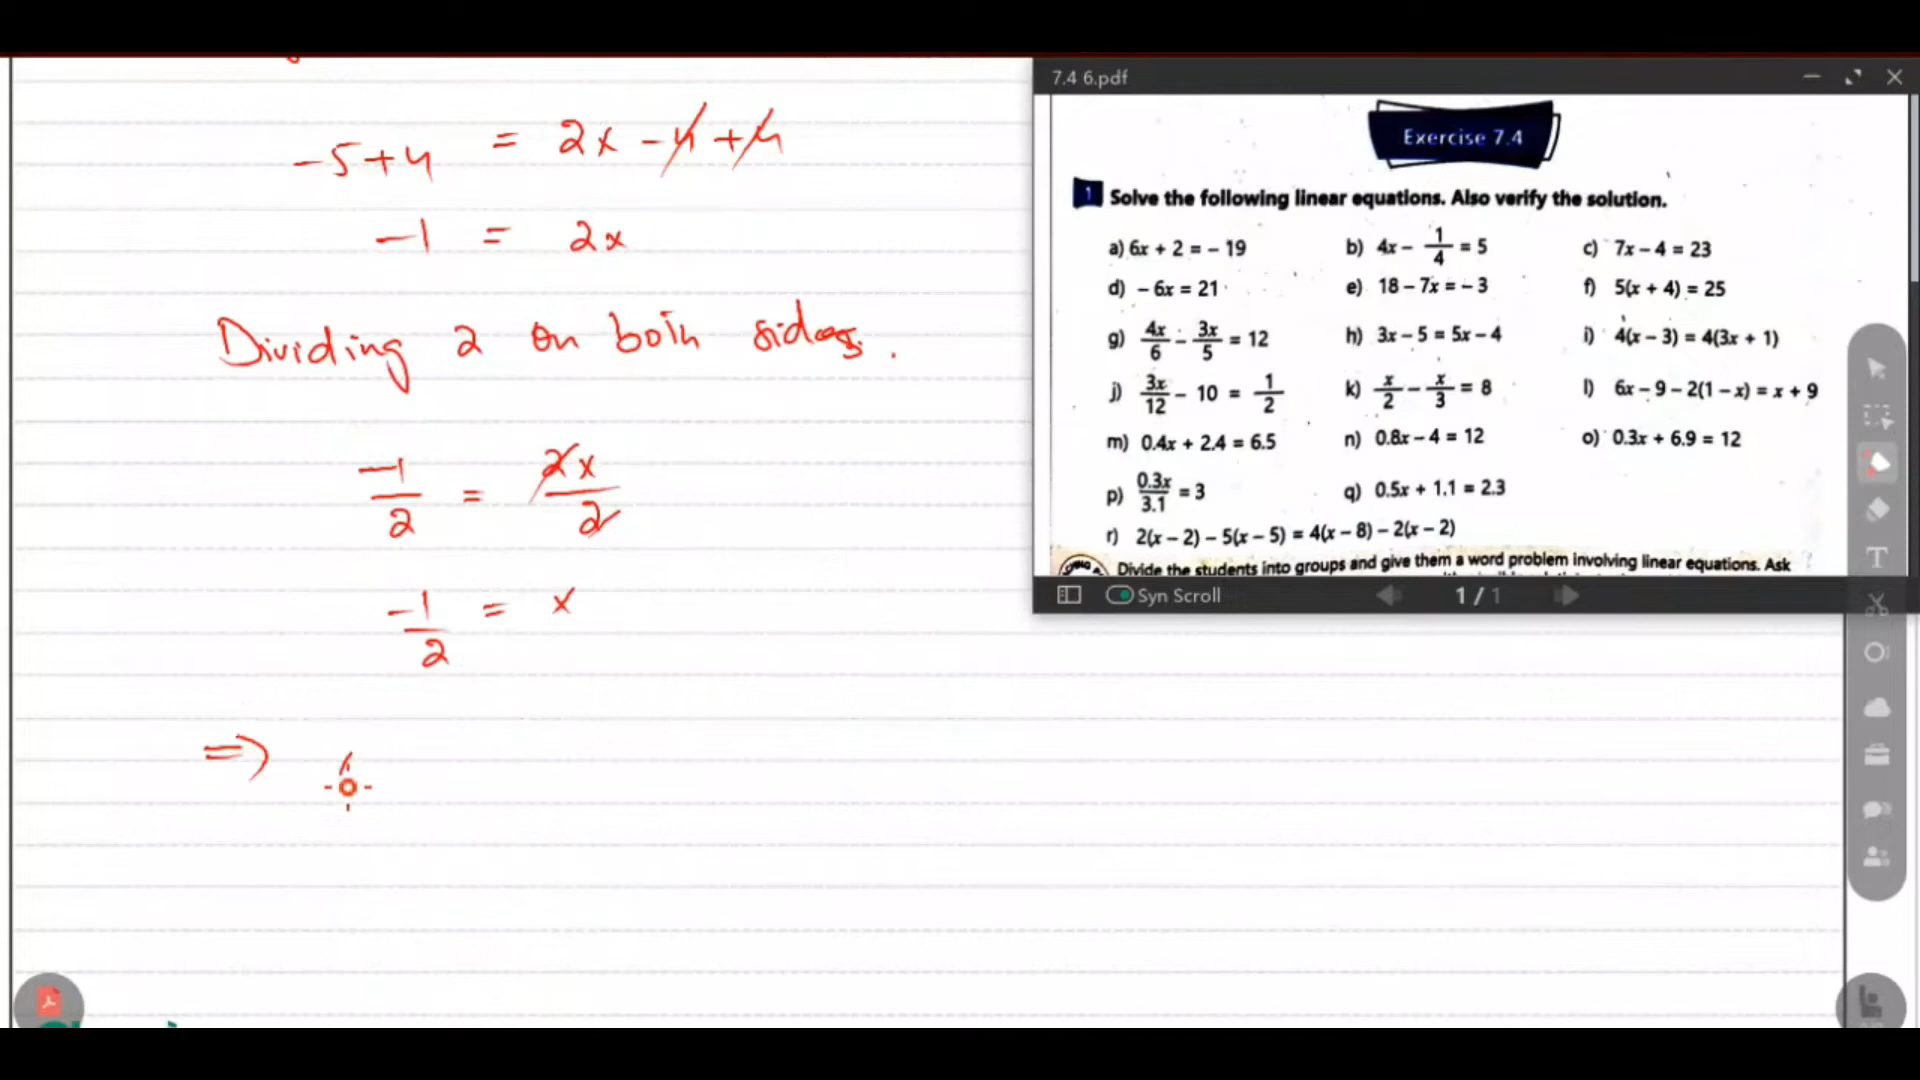 -5+4 = 2x -4 +4
-1 = 2x
Dividing 2 on both sides.
-1/2 = 2x/2
-1/2 = x
=>
7.4 6.pdf
Exercise 7.4
1 Solve the following linear equations. Also verify the solution.
a) 6x + 2 = – 19 b) 4x – 1/4 = 5 c) 7x – 4 = 23
d) – 6x = 21 e) 18 – 7x = – 3 f) 5(x + 4) = 25
g) 4x/6 – 3x/5 = 12 h) 3x – 5 = 5x – 4 i) 4(x – 3) = 4(3x + 1)
j) 3x/12 – 10 = 1/2 k) x/2 – x/3 = 8 l) 6x – 9 – 2(1 – x) = x + 9
m) 0.4x + 2.4 = 6.5 n) 0.8x – 4 = 12 o) 0.3x + 6.9 = 12
p) 0.3x/3.1 = 3 q) 0.5x + 1.1 = 2.3
r) 2(x – 2) – 5(x – 5) = 4(x – 8) – 2(x – 2)
Divide the students into groups and give them a word problem involving linear equations. Ask
Syn Scroll 1 / 1